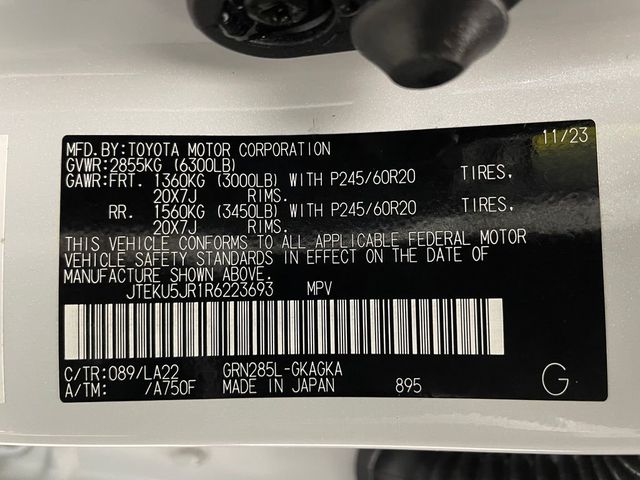 MFD.BY:TOYOTA MOTOR CORPORATION 11/23
GVWR:2855KG (6300LB)
GAWR:FRT. 1360KG (3000LB) WITH P245/60R20 TIRES,
20X7J RIMS.
RR. 1560KG (3450LB) WITH P245/60R20 TIRES,
20X7J RIMS.
THIS VEHICLE CONFORMS TO ALL APPLICABLE FEDERAL MOTOR
VEHICLE SAFETY STANDARDS IN EFFECT ON THE DATE OF
MANUFACTURE SHOWN ABOVE.
JTEKU5JR1R6223693 MPV
C/TR:089/LA22 GRN285L-GKAGKA
A/TM: /A750F MADE IN JAPAN 895 G